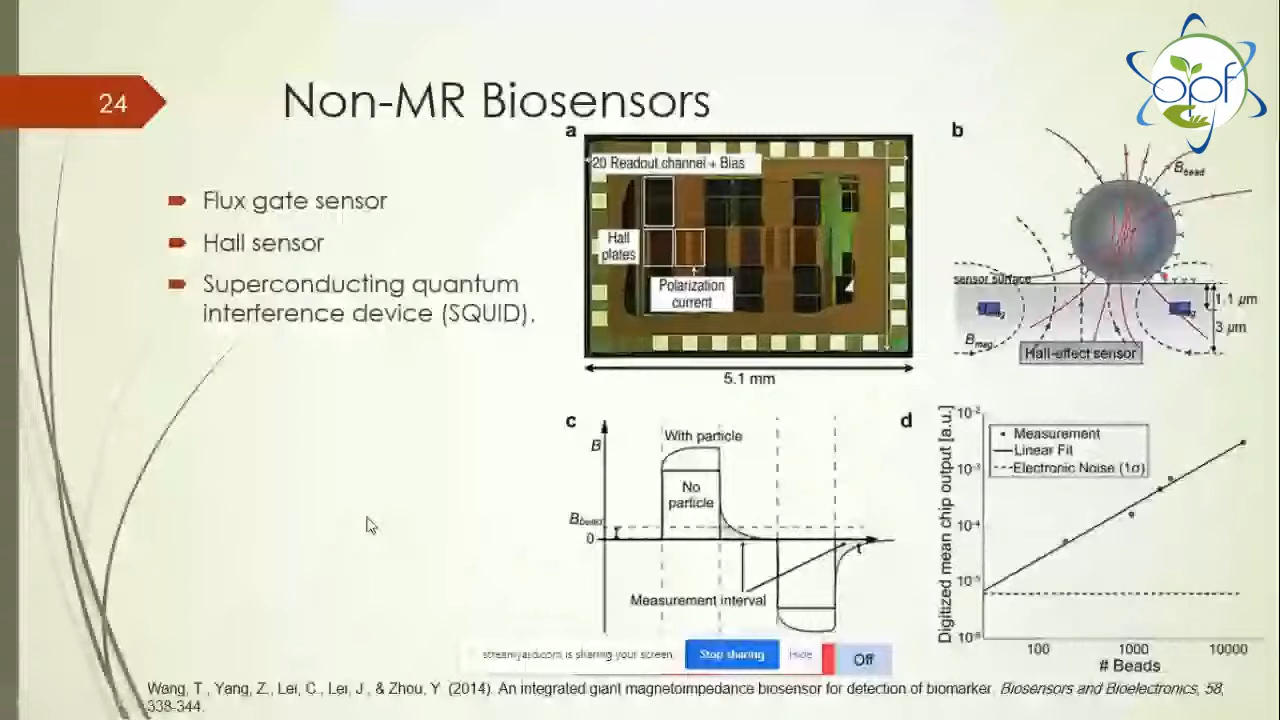 24
Non-MR Biosensors
opf
Flux gate sensor
Hall sensor
Superconducting quantum
interference device (SQUID).
a
20 Readout channel + Bias
Hall
plates
Polarization
current
5.1 mm
b
Bbead
sensor surface
1.1 µm
3 µm
Bmag
Hall-effect sensor
c
B
With particle
No
particle
Bbead
0
t
Measurement interval
d
Digitized mean chip output [a.u.]
10-2
10-3
10-4
10-5
10-6
Measurement
Linear Fit
Electronic Noise (1σ)
100 1000 10000
# Beads
streamyard.com is sharing your screen.
Stop sharing
Hide
Off
Wang, T., Yang, Z., Lei, C., Lei, J., & Zhou, Y. (2014). An integrated giant magnetoimpedance biosensor for detection of biomarker. Biosensors and Bioelectronics, 58,
338-344.